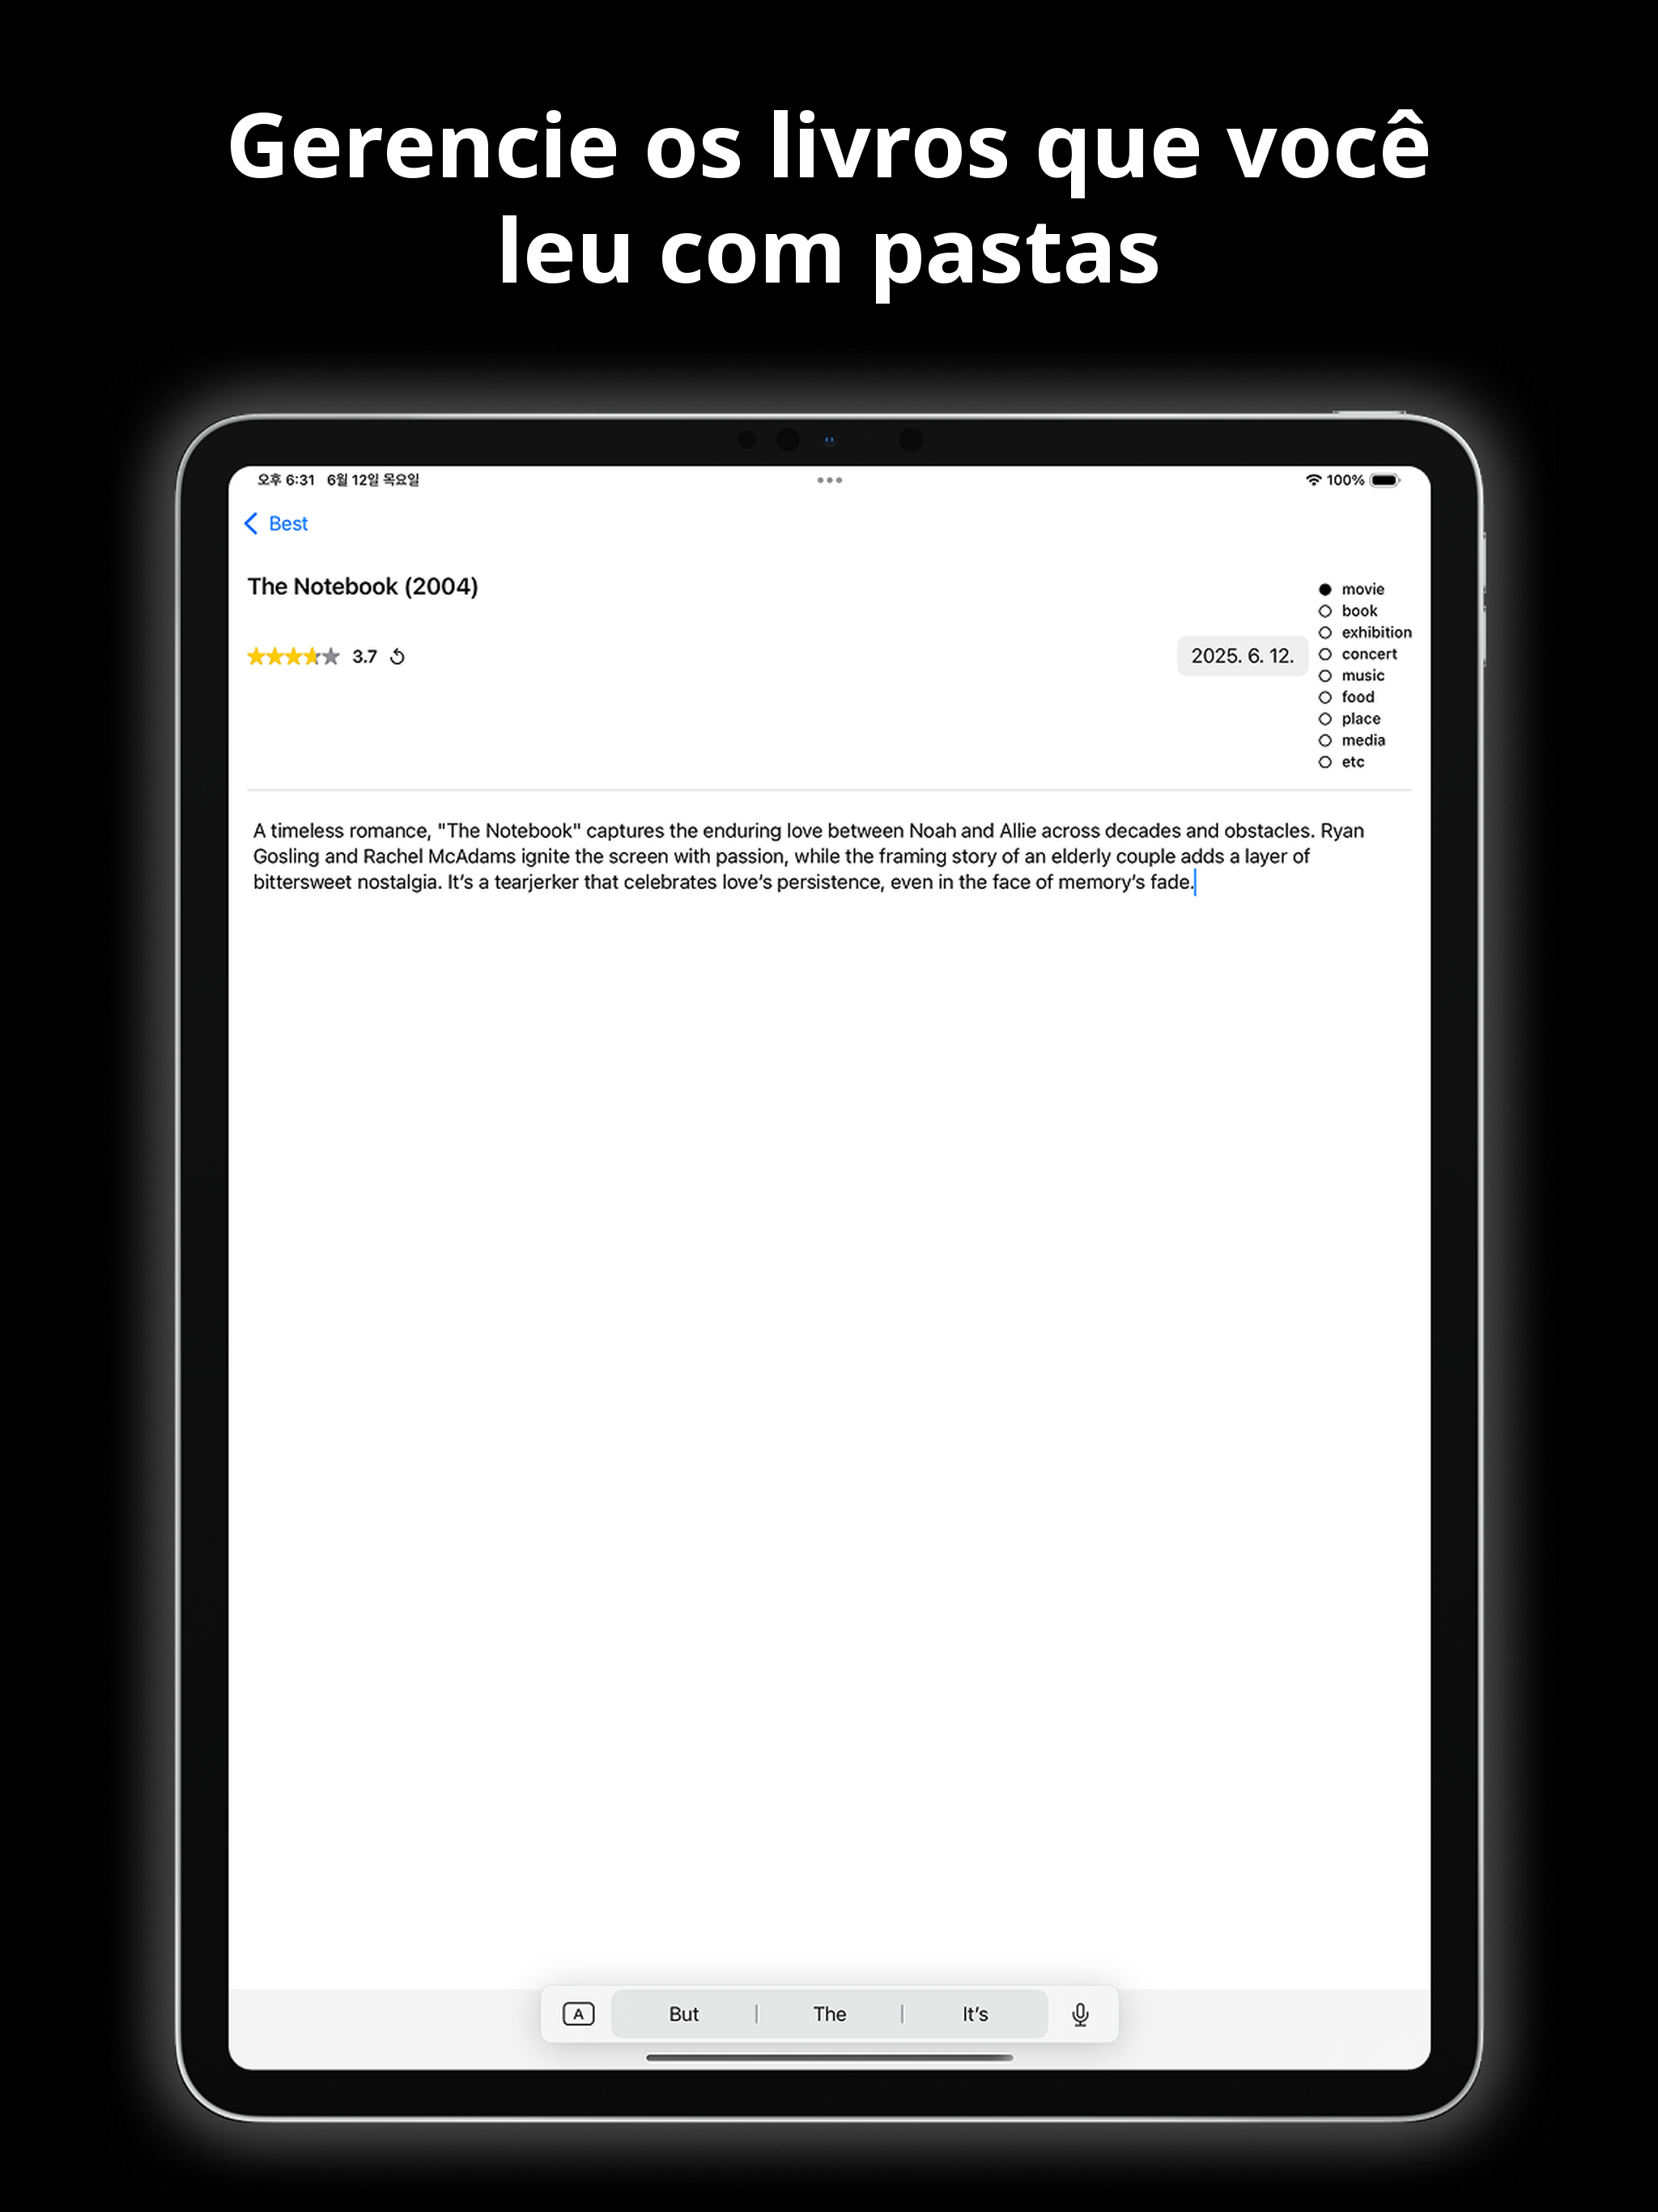 Gerencie os livros que você
leu com pastas
오후 6:31 6월 12일 목요일
100%
Best
The Notebook (2004)
3.7
2025. 6. 12.
movie
book
exhibition
concert
music
food
place
media
etc
A timeless romance, "The Notebook" captures the enduring love between Noah and Allie across decades and obstacles. Ryan
Gosling and Rachel McAdams ignite the screen with passion, while the framing story of an elderly couple adds a layer of
bittersweet nostalgia. It’s a tearjerker that celebrates love’s persistence, even in the face of memory’s fade.
A But The It’s